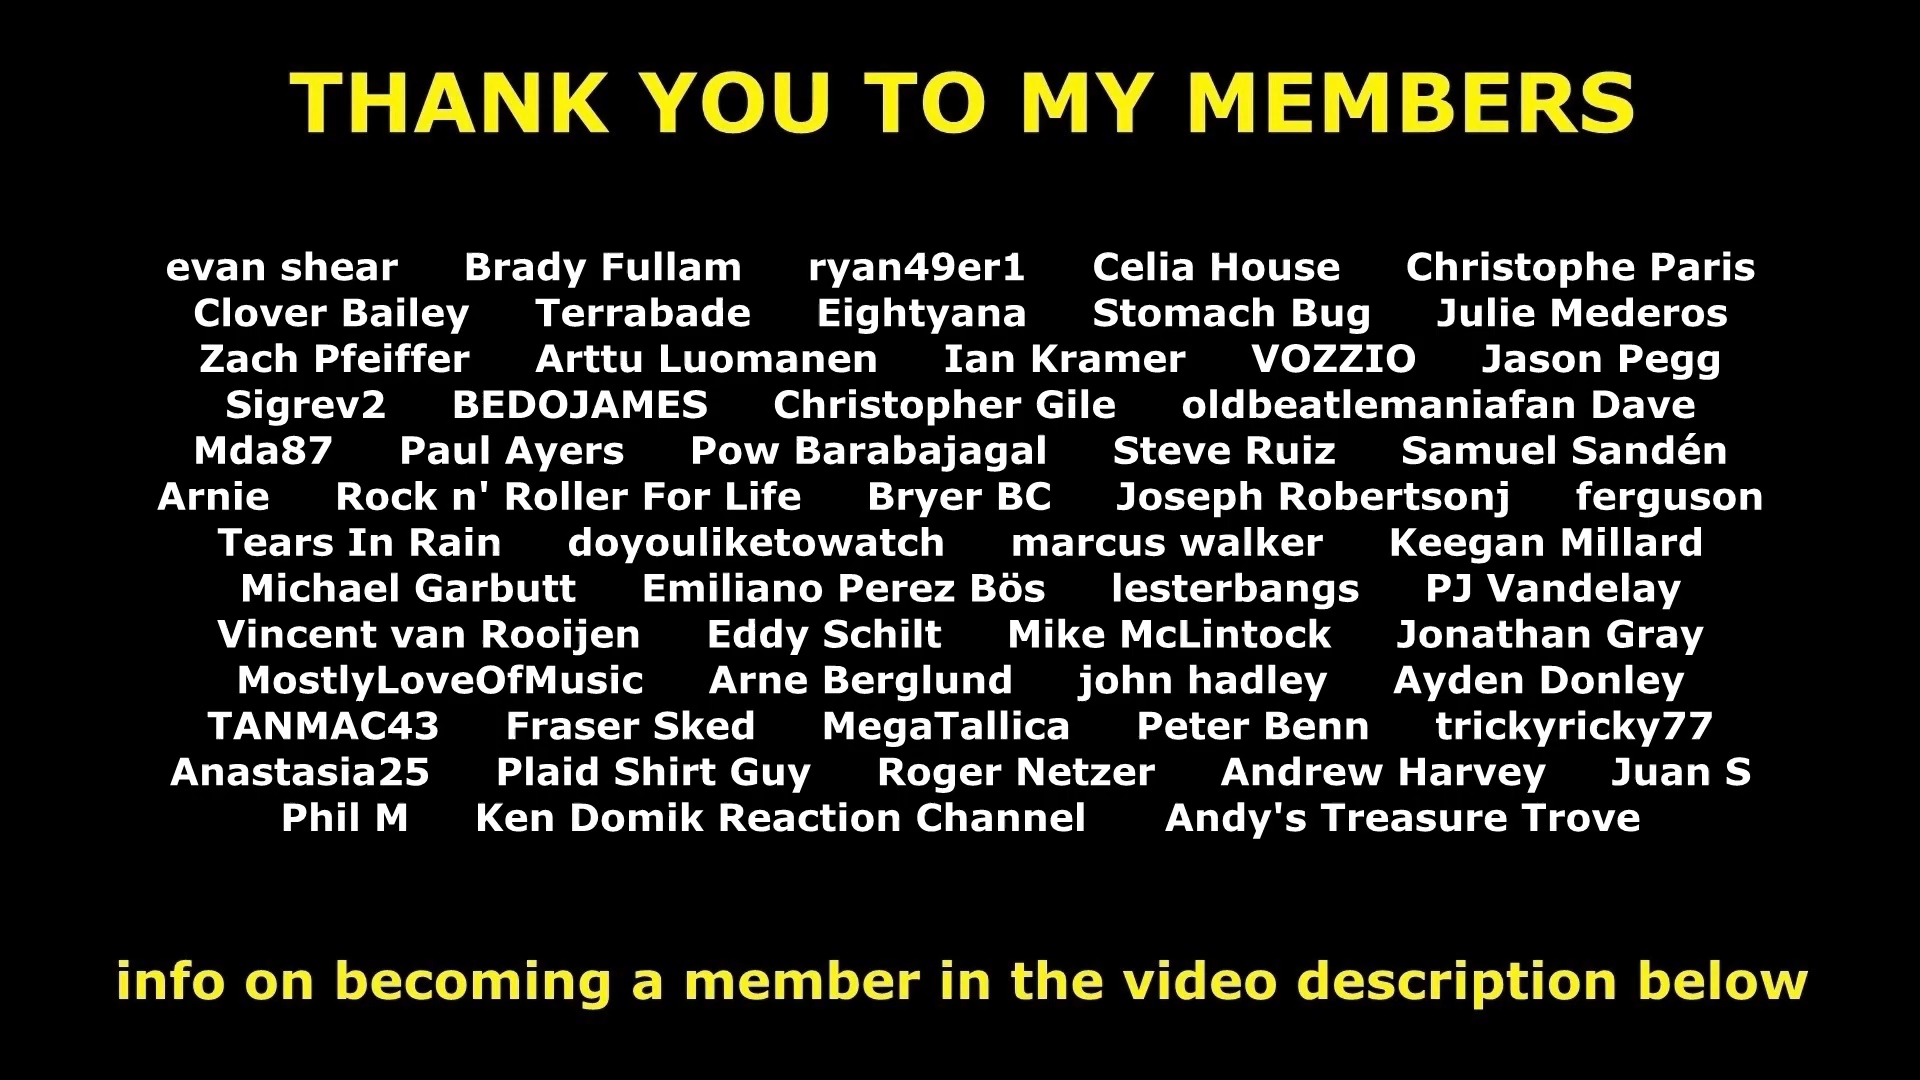 THANK YOU TO MY MEMBERS
evan shear Brady Fullam ryan49er1 Celia House Christophe Paris
Clover Bailey Terrabade Eightyana Stomach Bug Julie Mederos
Zach Pfeiffer Arttu Luomanen Ian Kramer VOZZIO Jason Pegg
Sigrev2 BEDOJAMES Christopher Gile oldbeatlemaniafan Dave
Mda87 Paul Ayers Pow Barabajagal Steve Ruiz Samuel Sandén
Arnie Rock n' Roller For Life Bryer BC Joseph Robertsonj ferguson
Tears In Rain doyouliketowatch marcus walker Keegan Millard
Michael Garbutt Emiliano Perez Bös lesterbangs PJ Vandelay
Vincent van Rooijen Eddy Schilt Mike McLintock Jonathan Gray
MostlyLoveOfMusic Arne Berglund john hadley Ayden Donley
TANMAC43 Fraser Sked MegaTallica Peter Benn trickyricky77
Anastasia25 Plaid Shirt Guy Roger Netzer Andrew Harvey Juan S
Phil M Ken Domik Reaction Channel Andy's Treasure Trove
info on becoming a member in the video description below